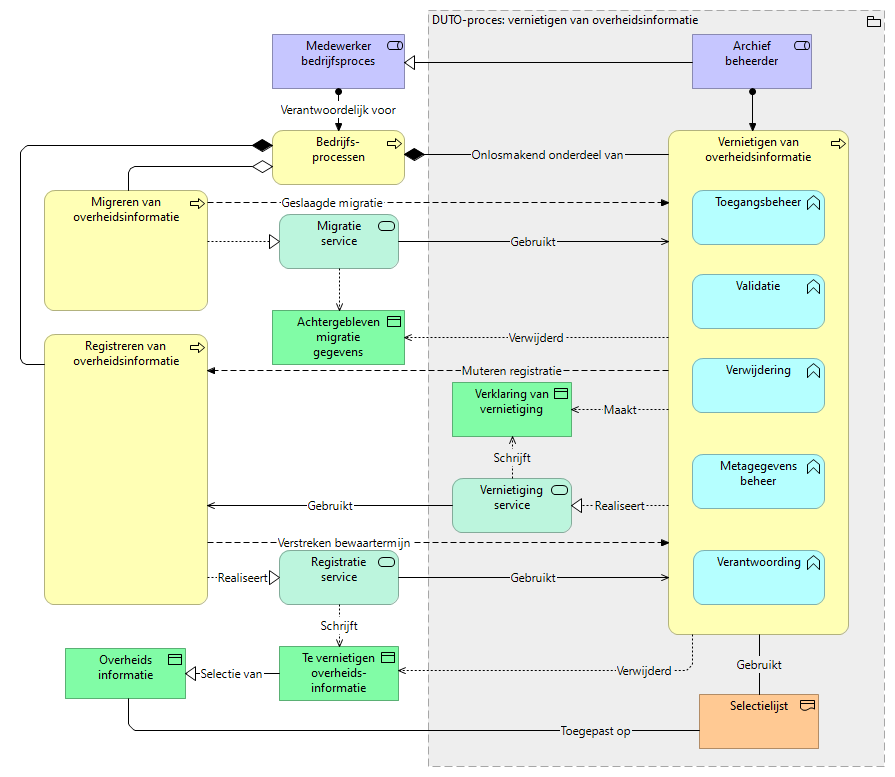 DUTO-proces: vernietigen van overheidsinformatie
Medewerker
bedrijfsproces
Archief
beheerder
Verantwoordelijk voor
Bedrijfs-
processen
Onlosmakend onderdeel van
Vernietigen van
overheidsinformatie
Migreren van
overheidsinformatie
Geslaagde migratie
Toegangsbeheer
Migratie
service
Gebruikt
Validatie
Achtergebleven
migratie
gegevens
Verwijderd
Registreren van
overheidsinformatie
Muteren registratie
Verwijdering
Verklaring van
vernietiging
Maakt
Schrijft
Metagegevens
beheer
Vernietiging
service
Realiseert
Gebruikt
Verstreken bewaartermijn
Registratie
service
Realiseert
Gebruikt
Verantwoording
Schrijft
Overheids
informatie
Selectie van
Te vernietigen
overheids-
informatie
Verwijderd
Gebruikt
Selectielijst
Toegepast op